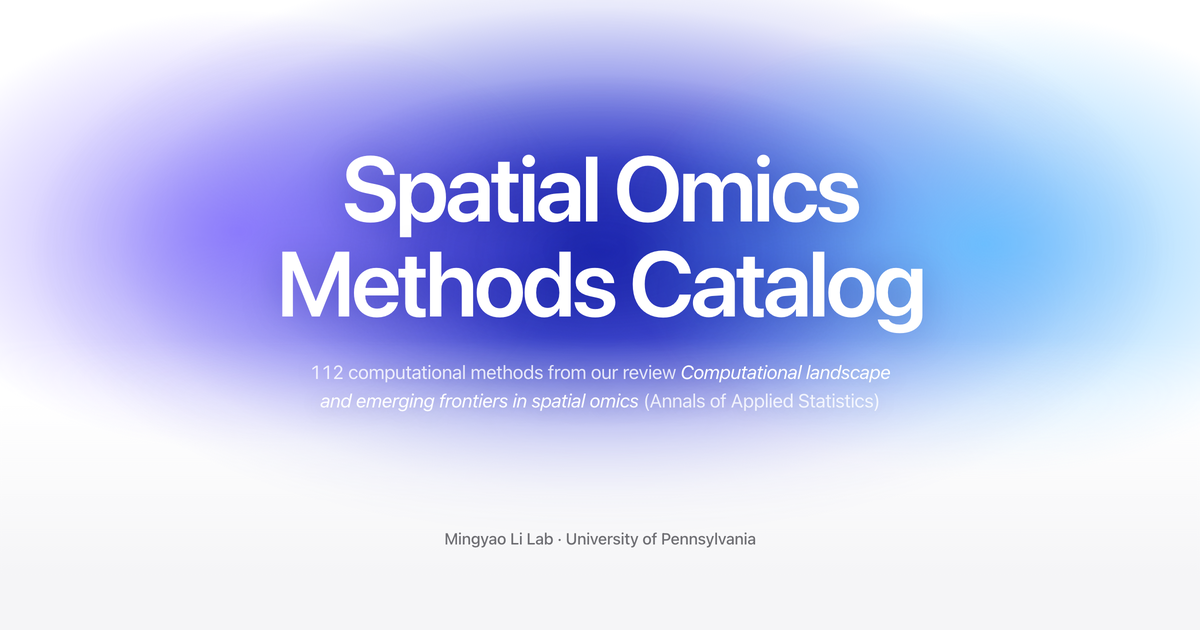 Spatial Omics
Methods Catalog
112 computational methods from our review Computational landscape
and emerging frontiers in spatial omics (Annals of Applied Statistics)
Mingyao Li Lab · University of Pennsylvania